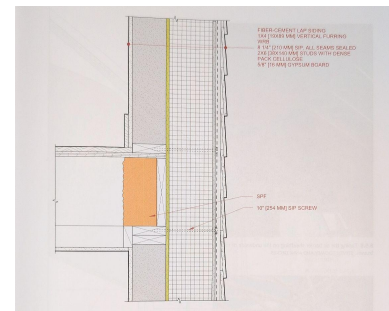 FIBER-CEMENT LAP SIDING
1X4 [19X89 MM] VERTICAL FURRING
WRB
8 1/4" [210 MM] SIP, ALL SEAMS SEALED
2X6 [38X140 MM] STUDS WITH DENSE
PACK CELLULOSE
5/8" [16 MM] GYPSUM BOARD
SPF
10" [254 MM] SIP SCREW